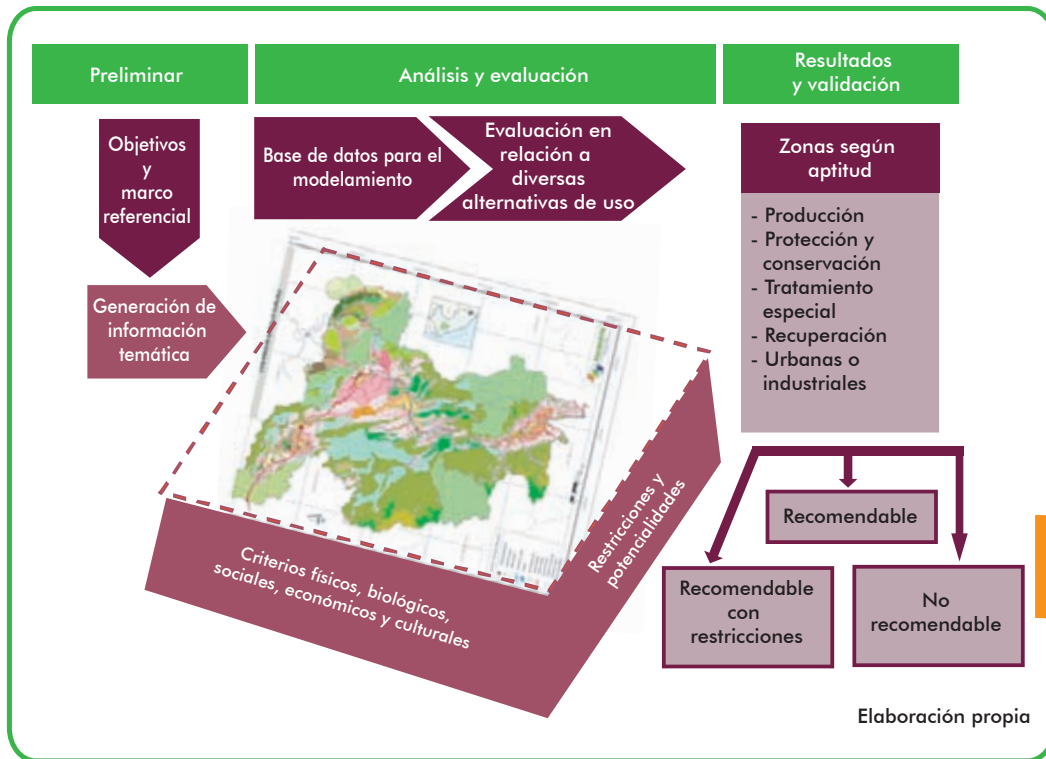 Preliminar
Análisis y evaluación
Resultados
y validación
Objetivos
y
marco
referencial
Generación de
información
temática
Base de datos para el
modelamiento
Evaluación en
relación a
diversas
alternativas de uso
Criterios físicos, biológicos,
sociales, económicos y culturales
Restricciones y
potencialidades
Zonas según
aptitud
- Producción
- Protección y
conservación
- Tratamiento
especial
- Recuperación
- Urbanas o
industriales
Recomendable
Recomendable
con
restricciones
No
recomendable
Elaboración propia